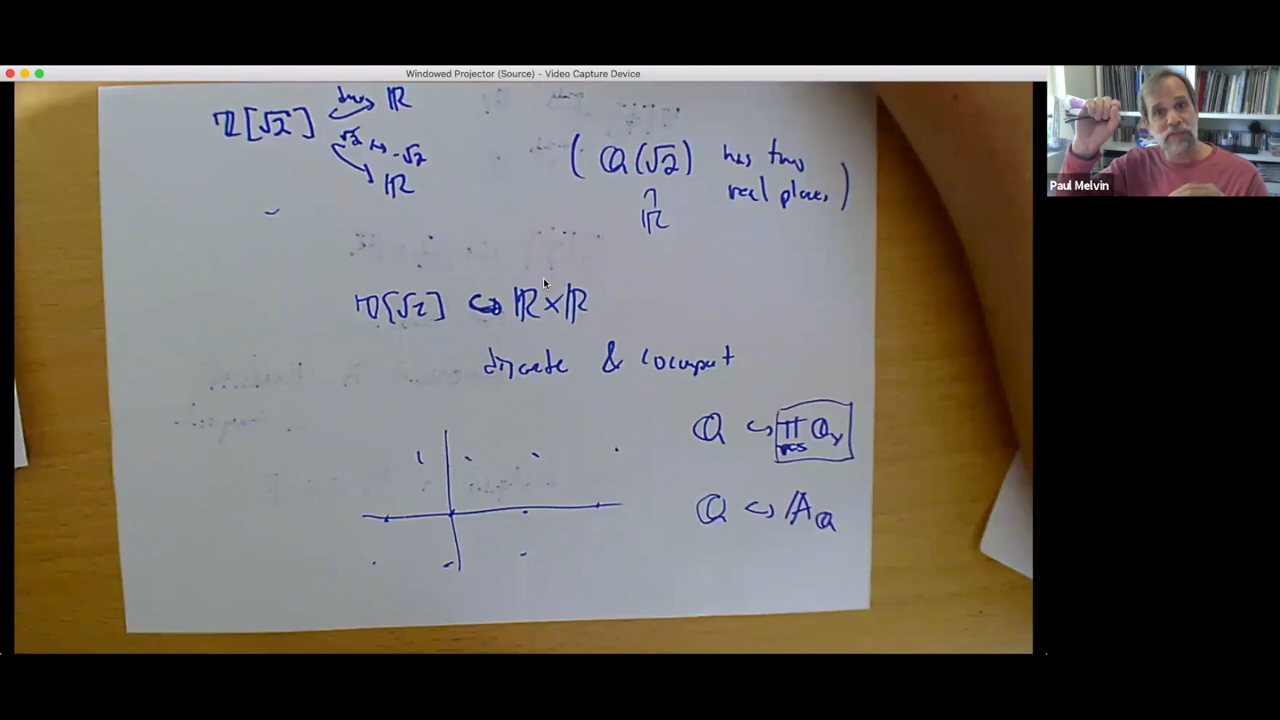 Windowed Projector (Source) - Video Capture Device
ℤ[√2] ℝ
√2 ↦ -√2
ℝ
( ℚ(√2) has two
real places )
∩
ℝ
Paul Melvin
ℤ[√2] ↪ ℝ×ℝ
discrete & cocompact
ℚ ↪ ∏ ℚᵥ
ℚ ↪ 𝔸_ℚ